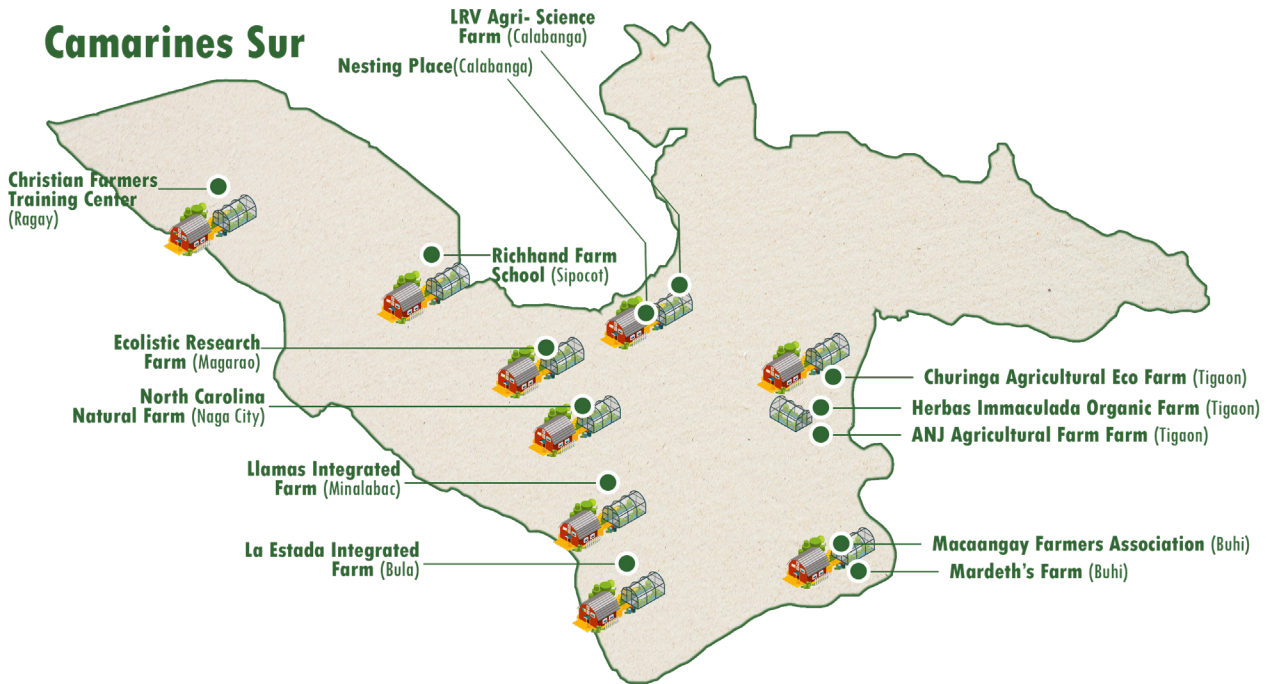 Camarines Sur
LRV Agri- Science
Farm (Calabanga)
Nesting Place(Calabanga)
Christian Farmers
Training Center
(Ragay)
Richhand Farm
School (Sipocot)
Ecolistic Research
Farm (Magarao)
North Carolina
Natural Farm (Naga City)
Churinga Agricultural Eco Farm (Tigaon)
Herbas Immaculada Organic Farm (Tigaon)
ANJ Agricultural Farm Farm (Tigaon)
Llamas Integrated
Farm (Minalabac)
La Estada Integrated
Farm (Bula)
Macaangay Farmers Association (Buhi)
Mardeth's Farm (Buhi)